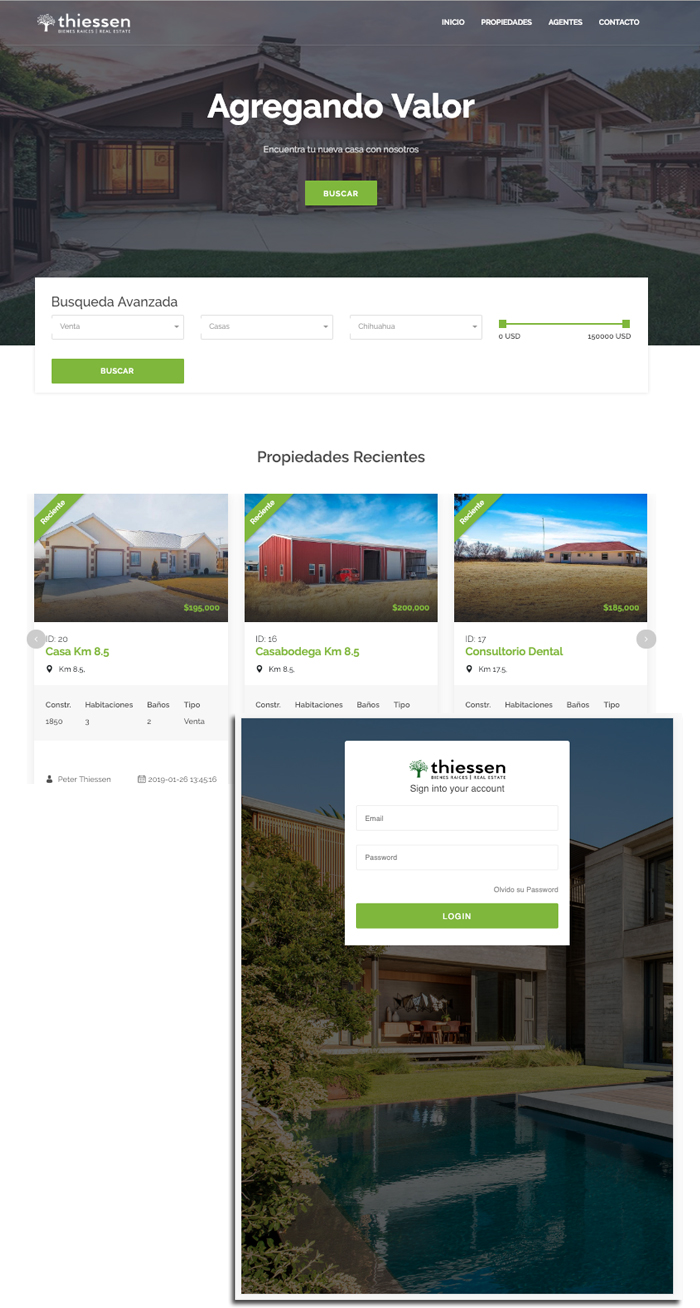 thiessen
BIENES RAICES | REAL ESTATE
INICIO PROPIEDADES AGENTES CONTACTO
Agregando Valor
Encuentra tu nueva casa con nosotros
BUSCAR
Busqueda Avanzada
Venta Casas Chihuahua
0 USD 150000 USD
BUSCAR
Propiedades Recientes
Reciente Reciente Reciente
$195,000 $200,000 $185,000
ID: 20 ID: 16 ID: 17
Casa Km 8.5 Casabodega Km 8.5 Consultorio Dental
Km 8.5, Km 8.5, Km 17.5,
Constr. Habitaciones Baños Tipo Constr. Habitaciones Baños Tipo Constr. Habitaciones Baños Tipo
1850 3 2 Venta
Peter Thiessen 2019-01-26 13:45:16
thiessen
BIENES RAICES | REAL ESTATE
Sign into your account
Email
Password
Olvido su Password
LOGIN